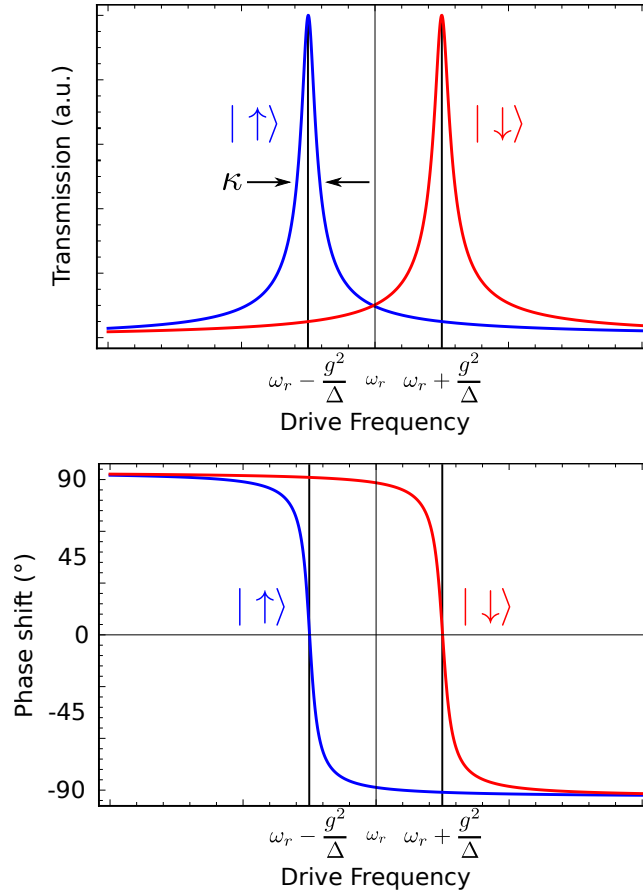 Transmission (a.u.)
| ↑⟩
| ↓⟩
κ
ω_r − g²/Δ
ω_r
ω_r + g²/Δ
Drive Frequency
Phase shift (°)
90
45
0
-45
-90
| ↑⟩
| ↓⟩
ω_r − g²/Δ
ω_r
ω_r + g²/Δ
Drive Frequency